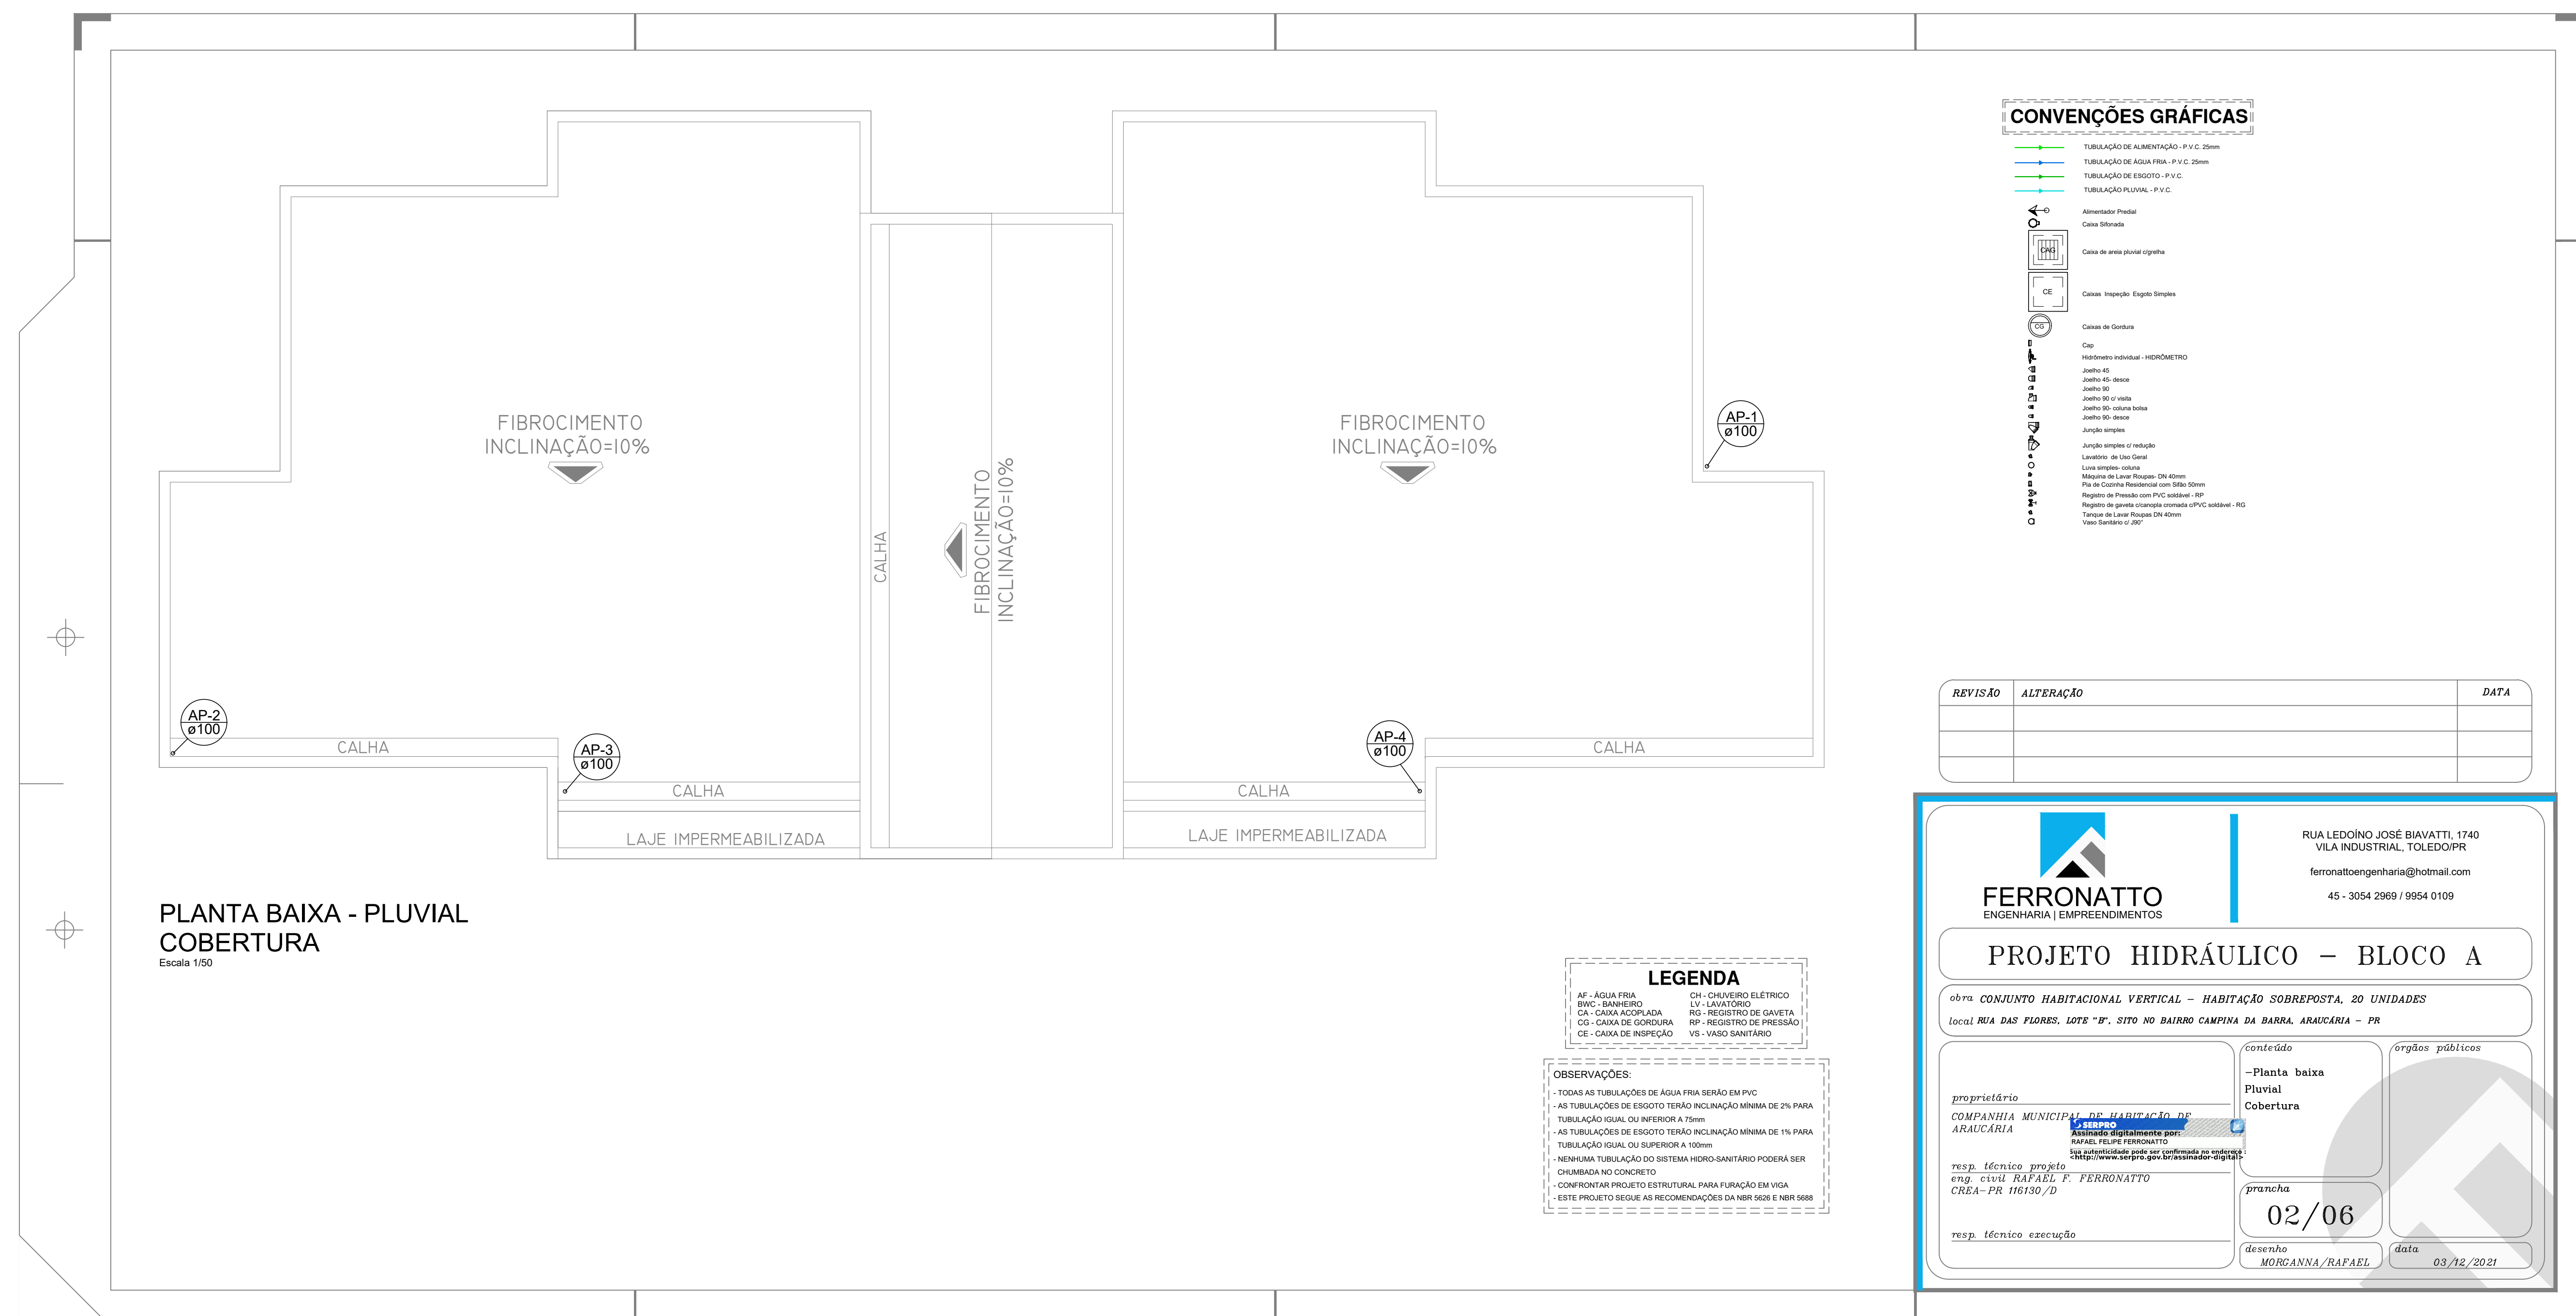 CONVENÇÕES GRÁFICAS
TUBULAÇÃO DE ALIMENTAÇÃO - P.V.C. 25mm
TUBULAÇÃO DE ÁGUA FRIA - P.V.C. 25mm
TUBULAÇÃO DE ESGOTO - P.V.C.
TUBULAÇÃO PLUVIAL - P.V.C.
Alimentador Predial
Caixa Sifonada
CAG
Caixa de areia pluvial c/grelha
CE
Caixas Inspeção Esgoto Simples
CG
Caixas de Gordura
Cap
Hidrômetro individual - HIDRÔMETRO
Joelho 45
Joelho 45- desce
Joelho 90
Joelho 90 c/ visita
Joelho 90- coluna bolsa
Joelho 90- desce
Junção simples
Junção simples c/ redução
Lavatório de Uso Geral
Luva simples- coluna
Máquina de Lavar Roupas- DN 40mm
Pia de Cozinha Residencial com Sifão 50mm
Registro de Pressão com PVC soldável - RP
Registro de gaveta c/canopla cromada c/PVC soldável - RG
Tanque de Lavar Roupas DN 40mm
Vaso Sanitário c/ J90°
FIBROCIMENTO
INCLINAÇÃO=10%
FIBROCIMENTO
INCLINAÇÃO=10%
FIBROCIMENTO
INCLINAÇÃO=10%
CALHA
AP-1
ø100
AP-2
ø100
CALHA
AP-3
ø100
CALHA
LAJE IMPERMEABILIZADA
AP-4
ø100
CALHA
CALHA
LAJE IMPERMEABILIZADA
PLANTA BAIXA - PLUVIAL
COBERTURA
Escala 1/50
LEGENDA
AF - ÁGUA FRIA
BWC - BANHEIRO
CA - CAIXA ACOPLADA
CG - CAIXA DE GORDURA
CE - CAIXA DE INSPEÇÃO
CH - CHUVEIRO ELÉTRICO
LV - LAVATÓRIO
RG - REGISTRO DE GAVETA
RP - REGISTRO DE PRESSÃO
VS - VASO SANITÁRIO
OBSERVAÇÕES:
- TODAS AS TUBULAÇÕES DE ÁGUA FRIA SERÃO EM PVC
- AS TUBULAÇÕES DE ESGOTO TERÃO INCLINAÇÃO MÍNIMA DE 2% PARA
TUBULAÇÃO IGUAL OU INFERIOR A 75mm
- AS TUBULAÇÕES DE ESGOTO TERÃO INCLINAÇÃO MÍNIMA DE 1% PARA
TUBULAÇÃO IGUAL OU SUPERIOR A 100mm
- NENHUMA TUBULAÇÃO DO SISTEMA HIDRO-SANITÁRIO PODERÁ SER
CHUMBADA NO CONCRETO
- CONFRONTAR PROJETO ESTRUTURAL PARA FURAÇÃO EM VIGA
- ESTE PROJETO SEGUE AS RECOMENDAÇÕES DA NBR 5626 E NBR 5688
REVISÃO ALTERAÇÃO DATA
FERRONATTO
ENGENHARIA | EMPREENDIMENTOS
RUA LEDOÍNO JOSÉ BIAVATTI, 1740
VILA INDUSTRIAL, TOLEDO/PR
ferronattoengenharia@hotmail.com
45 - 3054 2969 / 9954 0109
PROJETO HIDRÁULICO - BLOCO A
obra CONJUNTO HABITACIONAL VERTICAL - HABITAÇÃO SOBREPOSTA, 20 UNIDADES
local RUA DAS FLORES, LOTE "B", SITO NO BAIRRO CAMPINA DA BARRA, ARAUCÁRIA - PR
proprietário
COMPANHIA MUNICIPAL DE HABITAÇÃO DE
ARAUCÁRIA
SERPRO
Assinado digitalmente por:
RAFAEL FELIPE FERRONATTO
Sua autenticidade pode ser confirmada no endereço :
<http://www.serpro.gov.br/assinador-digital>
resp. técnico projeto
eng. civil RAFAEL F. FERRONATTO
CREA-PR 116130/D
resp. técnico execução
conteúdo
-Planta baixa
Pluvial
Cobertura
orgãos públicos
prancha
02/06
desenho
MORGANNA/RAFAEL
data
03/12/2021